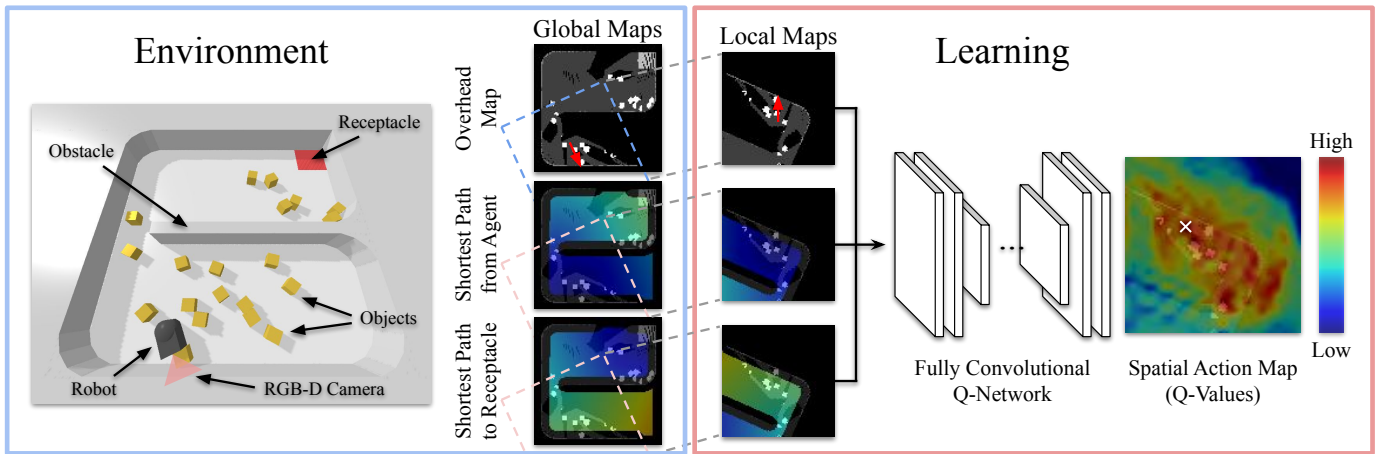 Environment
Receptacle
Obstacle
Objects
Robot
RGB-D Camera
Global Maps
Overhead
Map
Shortest Path
from Agent
Shortest Path
to Receptacle
Local Maps
Learning
...
Fully Convolutional
Q-Network
Spatial Action Map
(Q-Values)
High
Low